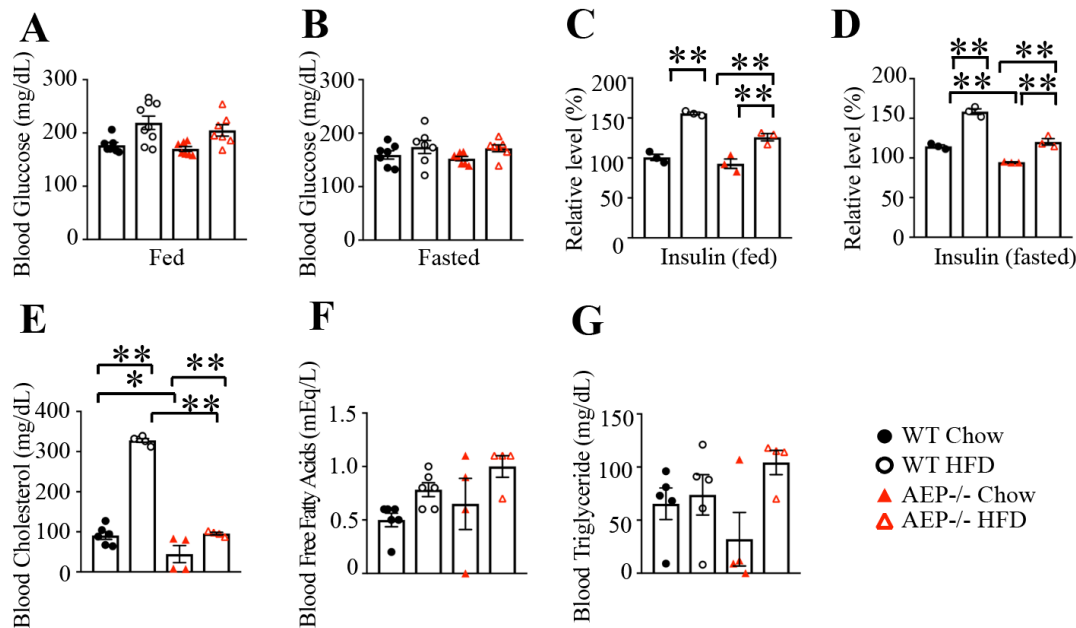 A
Blood Glucose (mg/dL)
300
200
100
0
Fed
B
Blood Glucose (mg/dL)
300
200
100
0
Fasted
C
Relative level (%)
200
150
100
50
0
**
**
**
Insulin (fed)
D
Relative level (%)
200
150
100
50
0
**
**
**
**
Insulin (fasted)
E
Blood Cholesterol (mg/dL)
400
300
200
100
0
**
*
**
**
F
Blood Free Fatty Acids (mEq/L)
1.5
1.0
0.5
0
G
Blood Triglyceride (mg/dL)
150
100
50
0
WT Chow
WT HFD
AEP-/- Chow
AEP-/- HFD